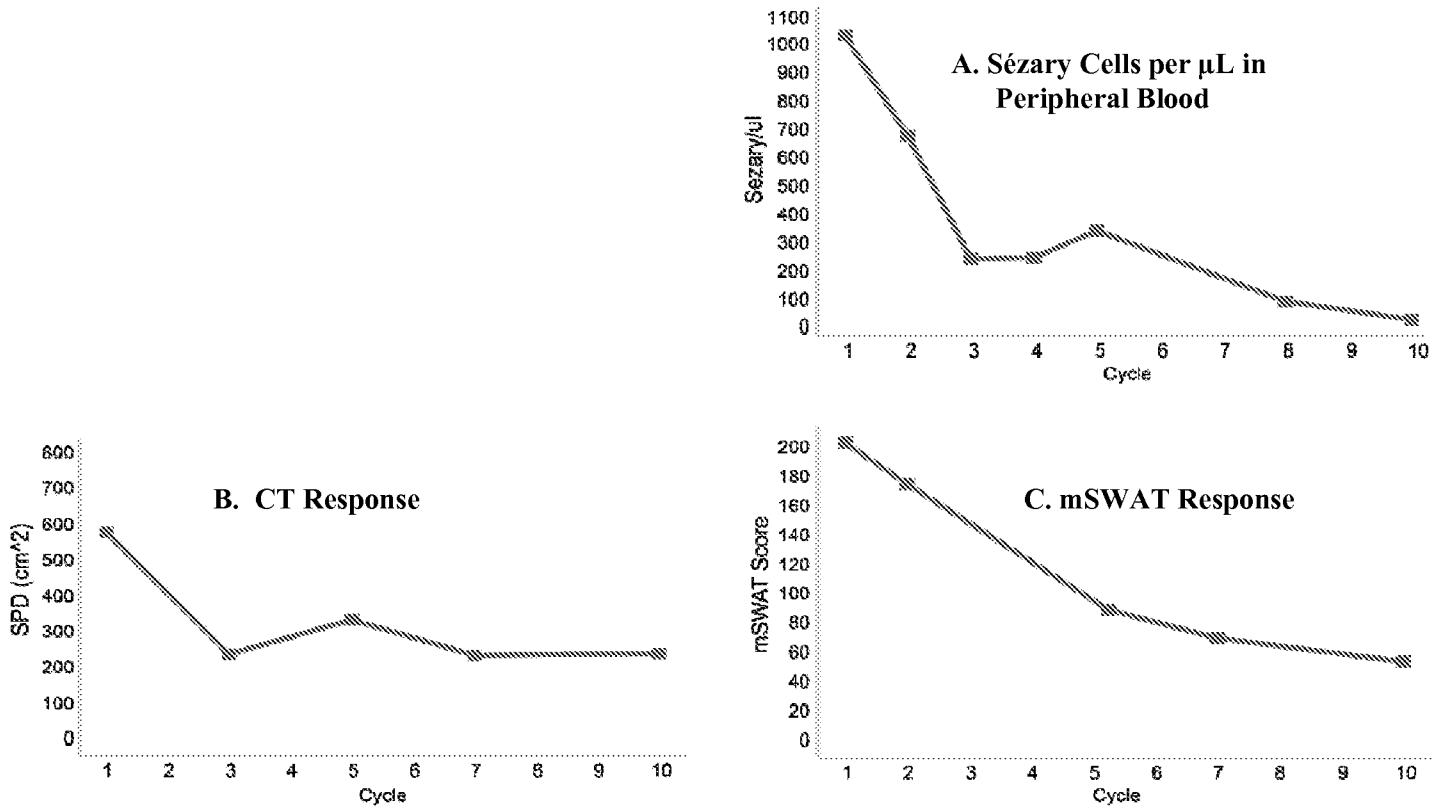 1100
1000
900
800
700
600
500
400
300
200
100
0
Sezary/ul
A. Sézary Cells per µL in
Peripheral Blood
1 2 3 4 5 6 7 8 9 10
Cycle
800
700
600
500
400
300
200
100
0
SPD (cm^2)
B. CT Response
1 2 3 4 5 6 7 8 9 10
Cycle
200
180
160
140
120
100
80
60
40
20
0
mSWAT Score
C. mSWAT Response
1 2 3 4 5 6 7 8 9 10
Cycle